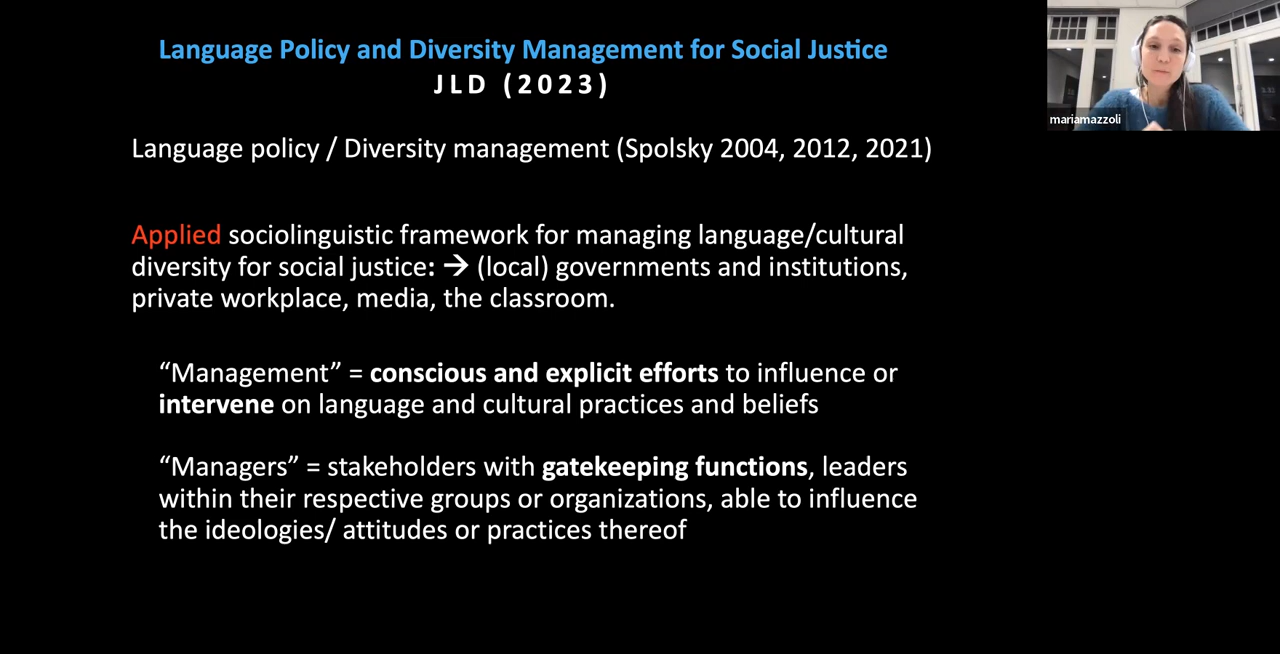 Language Policy and Diversity Management for Social Justice
JLD (2023)
Language policy / Diversity management (Spolsky 2004, 2012, 2021)
Applied sociolinguistic framework for managing language/cultural
diversity for social justice: → (local) governments and institutions,
private workplace, media, the classroom.
“Management” = conscious and explicit efforts to influence or
intervene on language and cultural practices and beliefs
“Managers” = stakeholders with gatekeeping functions, leaders
within their respective groups or organizations, able to influence
the ideologies/ attitudes or practices thereof
mariamazzoli